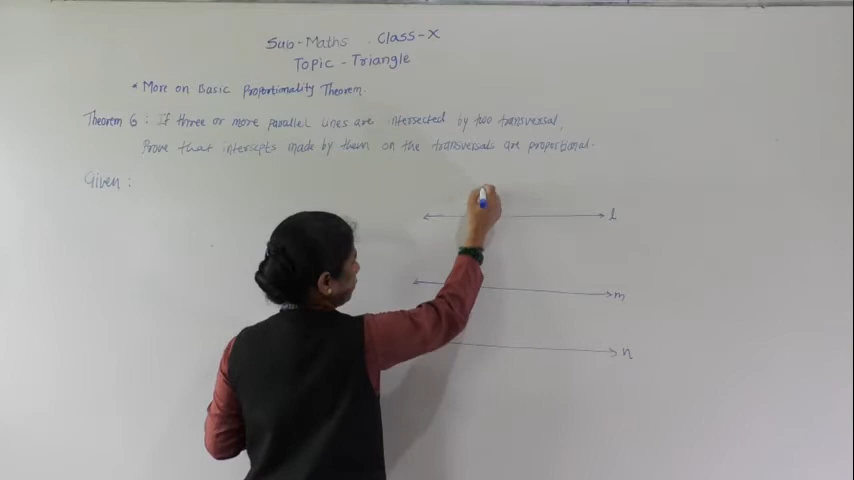 Sub-Maths . Class-X
Topic - Triangle
* More on Basic Proportionality Theorem.
Theorem 6 : If three or more parallel lines are intersected by two transversal,
Prove that intersepts made by them on the transversals are proportional.
Given :
l
m
n